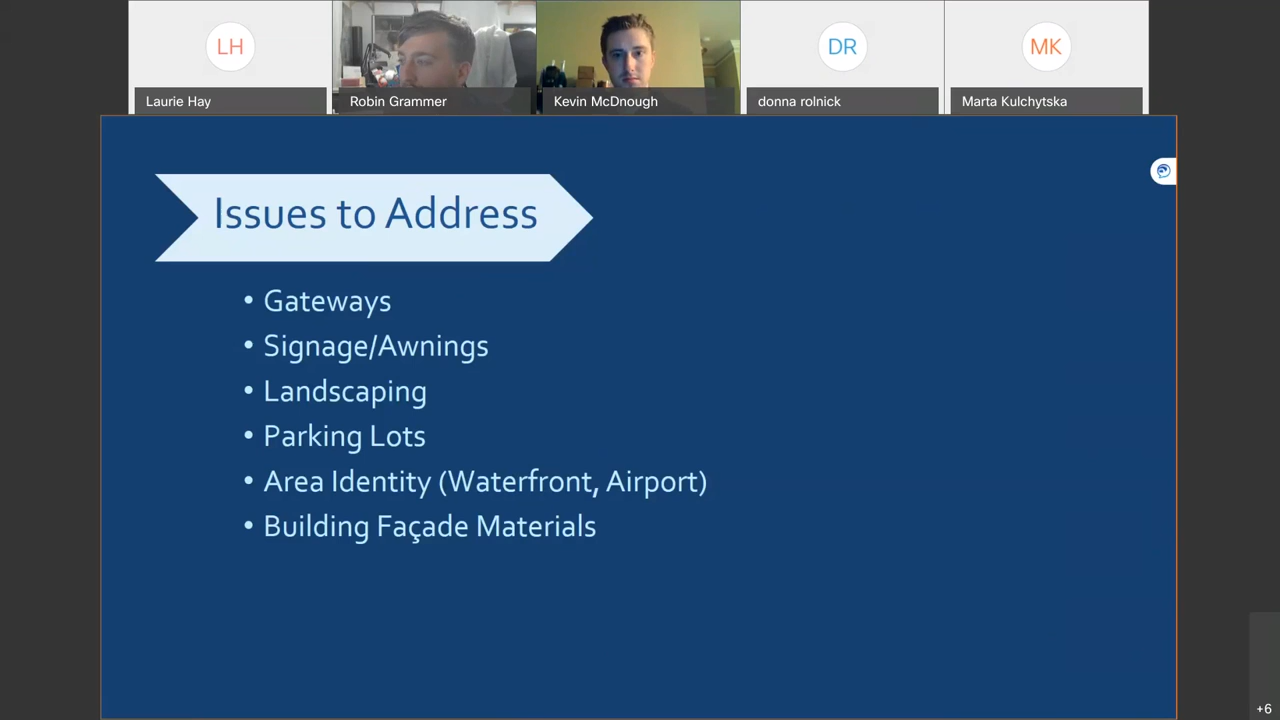 LH
DR
MK
Laurie Hay
Robin Grammer
Kevin McDnough
donna rolnick
Marta Kulchytska
Issues to Address
• Gateways
• Signage/Awnings
• Landscaping
• Parking Lots
• Area Identity (Waterfront, Airport)
• Building Façade Materials
+6